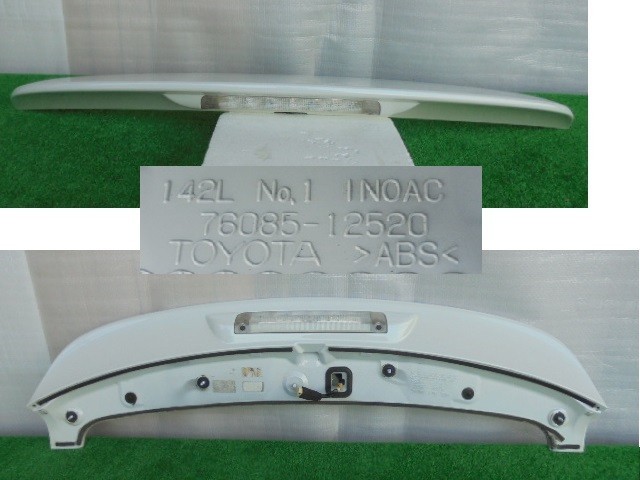 142L No.1 INOAC
76085-12520
TOYOTA >ABS<